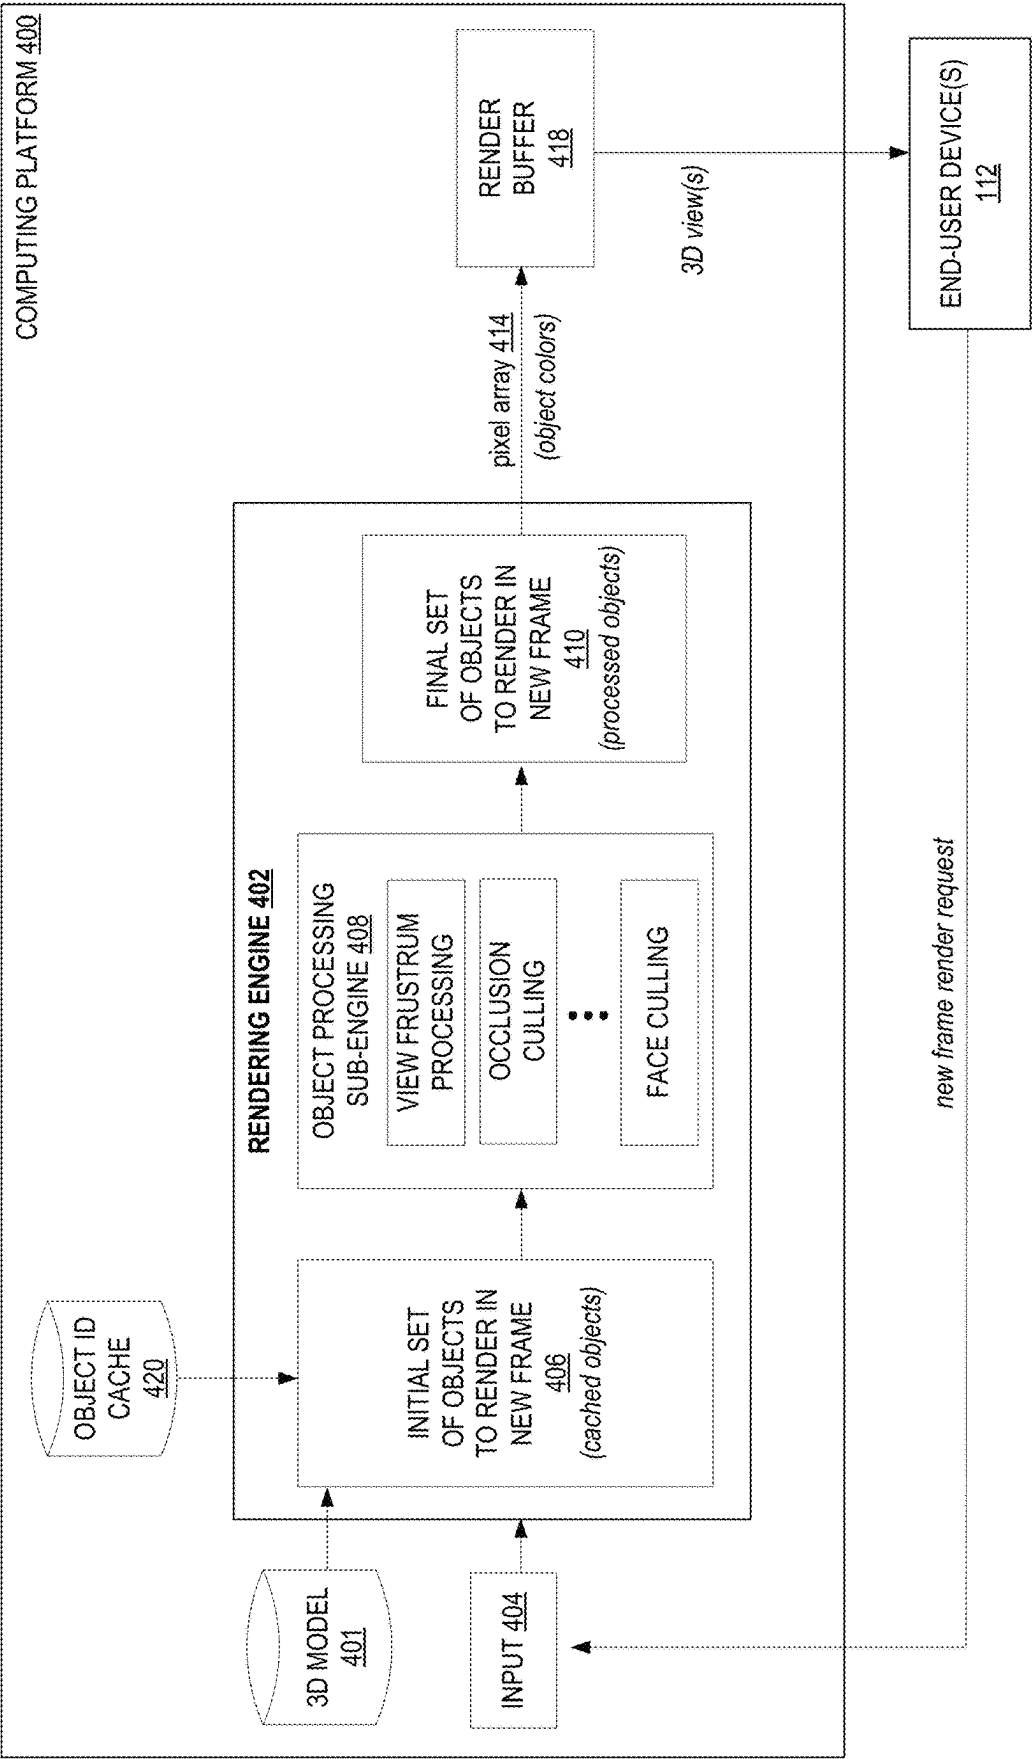 COMPUTING PLATFORM 400
OBJECT ID
CACHE
420
3D MODEL
401
INPUT 404
RENDERING ENGINE 402
INITIAL SET
OF OBJECTS
TO RENDER IN
NEW FRAME
406
(cached objects)
OBJECT PROCESSING
SUB-ENGINE 408
VIEW FRUSTRUM
PROCESSING
OCCLUSION
CULLING
FACE CULLING
FINAL SET
OF OBJECTS
TO RENDER IN
NEW FRAME
410
(processed objects)
pixel array 414
(object colors)
RENDER
BUFFER
418
3D view(s)
END-USER DEVICE(S)
112
new frame render request